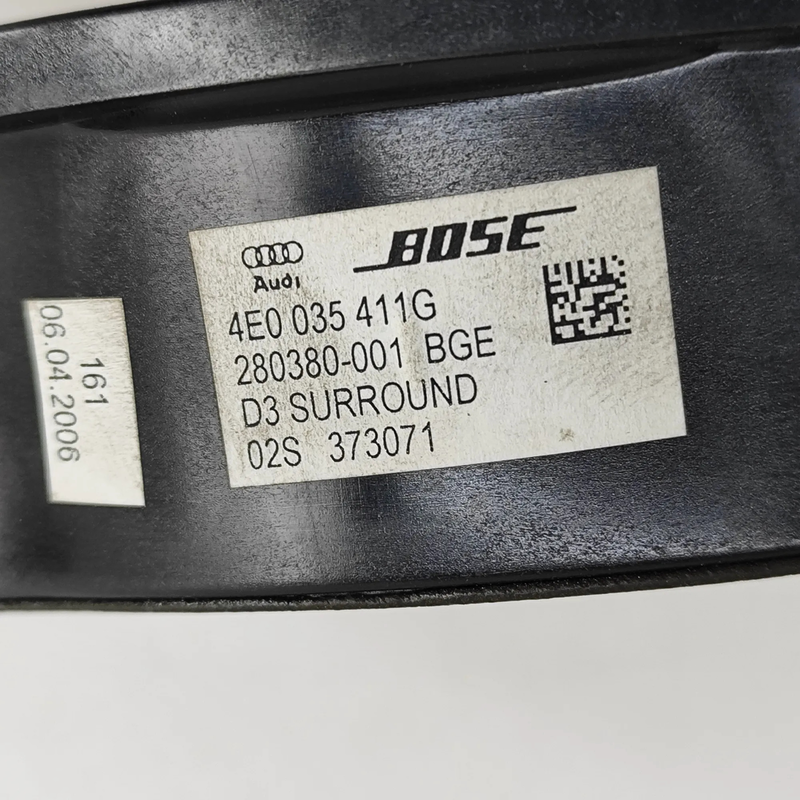 Audi
BOSE
4E0 035 411G
280380-001 BGE
D3 SURROUND
02S 373071
161
06.04.2006